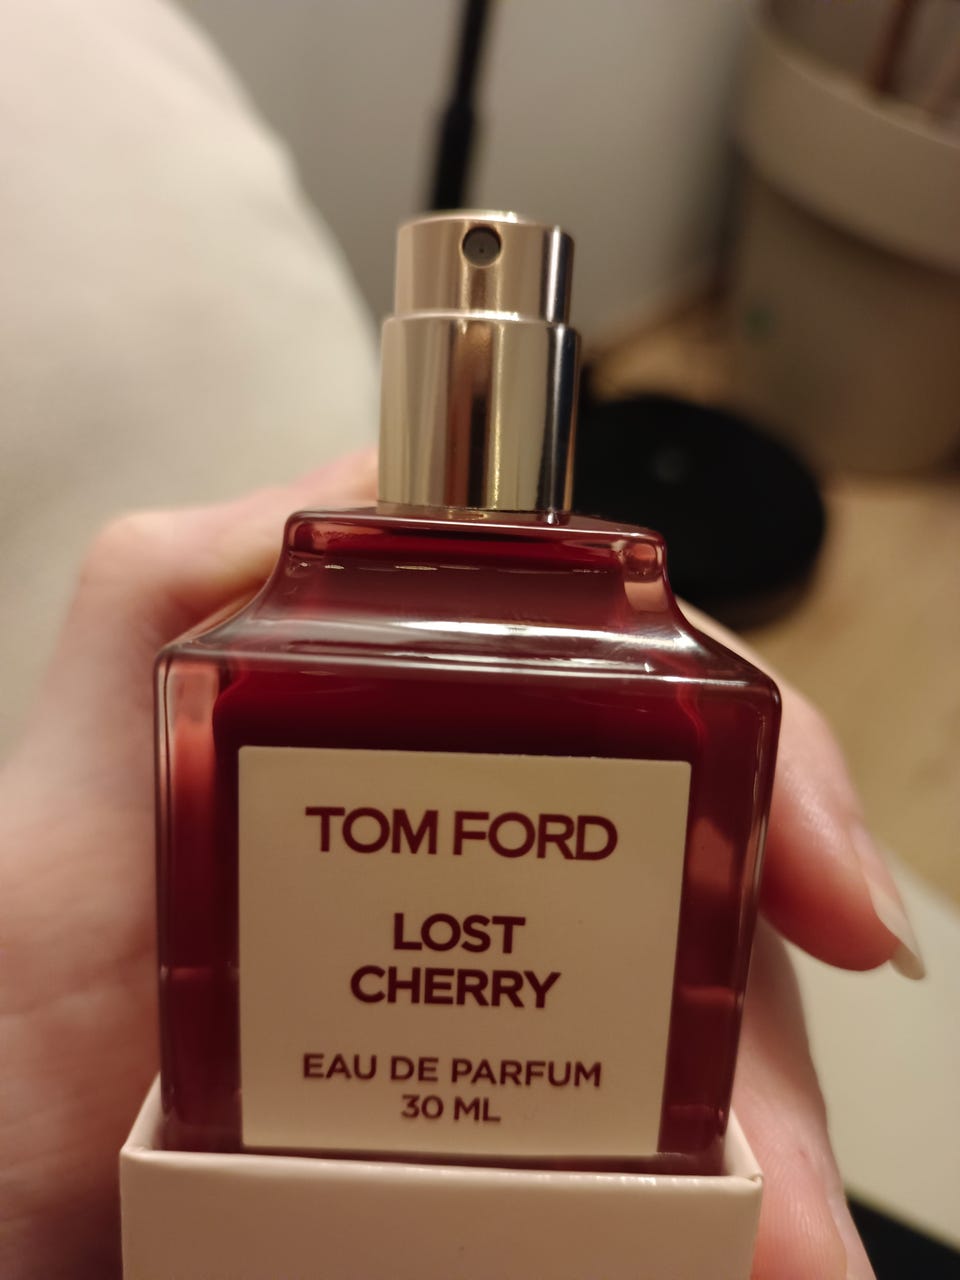 TOM FORD
LOST
CHERRY
EAU DE PARFUM
30 ML